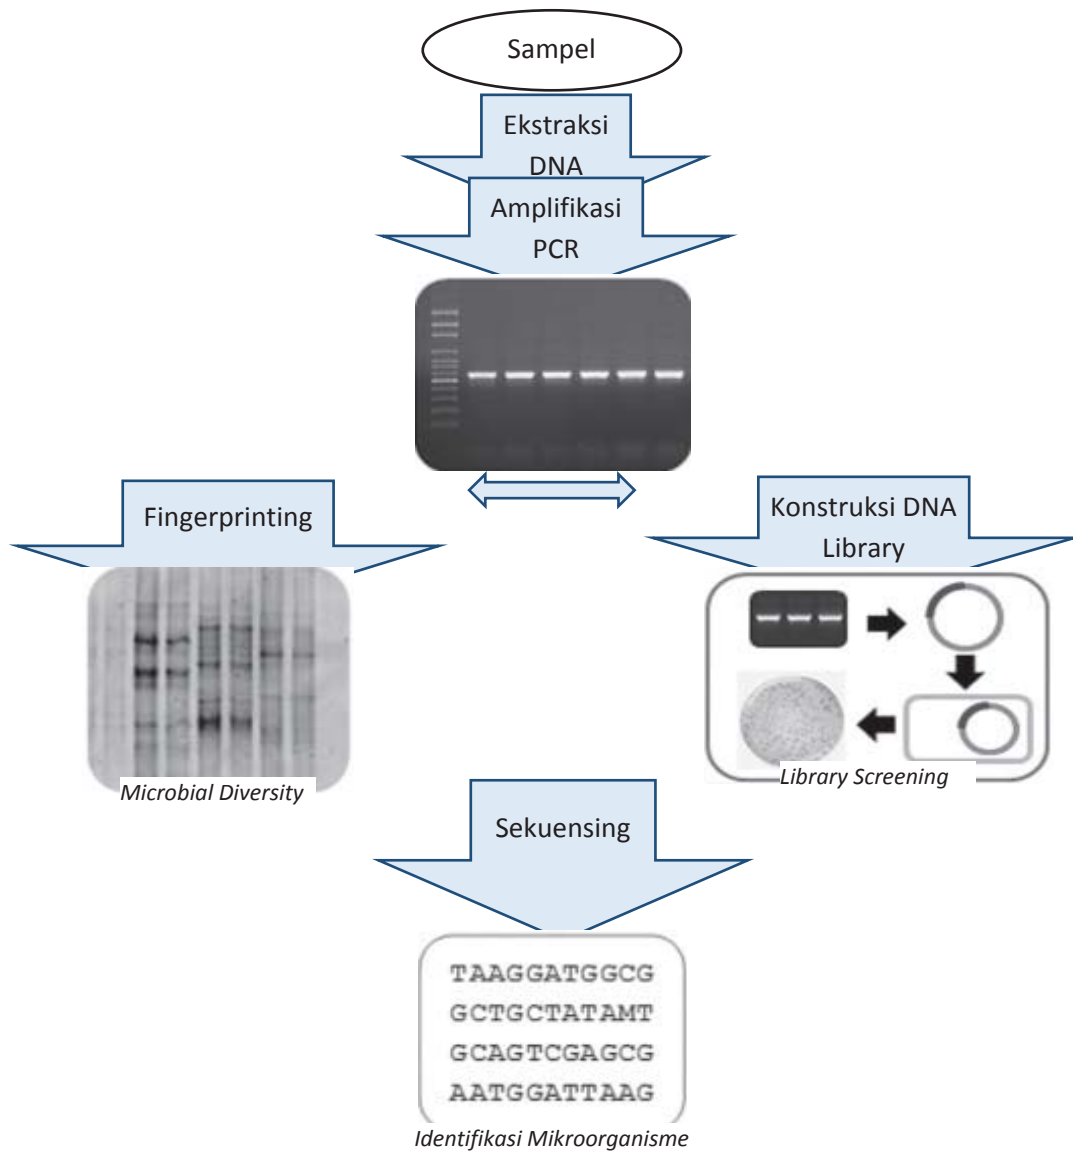 Sampel
Ekstraksi
DNA
Amplifikasi
PCR
Fingerprinting
Konstruksi DNA
Library
Microbial Diversity
Library Screening
Sekuensing
TAAGGATGGCG
GCTGCTATAMT
GCAGTCGAGCG
AATGGATTAAG
Identifikasi Mikroorganisme